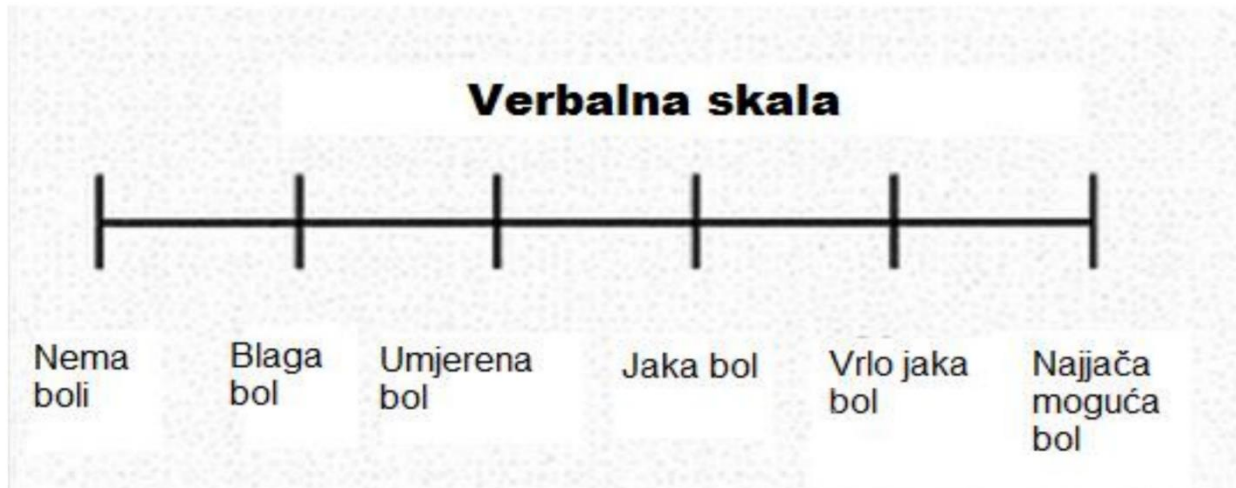 Verbalna skala
Nema
boli
Blaga
bol
Umjerena
bol
Jaka bol
Vrlo jaka
bol
Najjača
moguća
bol